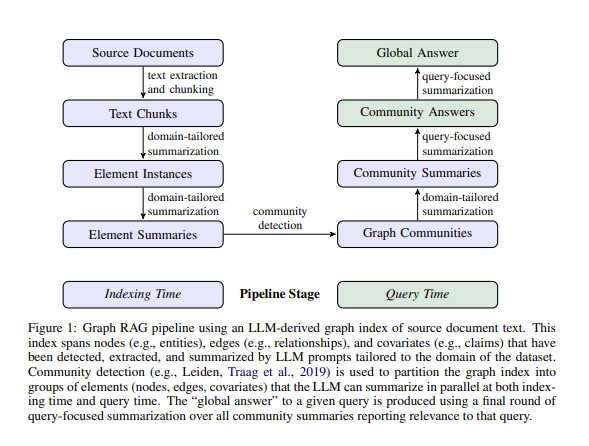 Source Documents
text extraction
and chunking
Text Chunks
domain-tailored
summarization
Element Instances
domain-tailored
summarization
Element Summaries
community
detection
Global Answer
query-focused
summarization
Community Answers
query-focused
summarization
Community Summaries
domain-tailored
summarization
Graph Communities
Indexing Time
Pipeline Stage
Query Time
Figure 1: Graph RAG pipeline using an LLM-derived graph index of source document text. This
index spans nodes (e.g., entities), edges (e.g., relationships), and covariates (e.g., claims) that have
been detected, extracted, and summarized by LLM prompts tailored to the domain of the dataset.
Community detection (e.g., Leiden, Traag et al., 2019) is used to partition the graph index into
groups of elements (nodes, edges, covariates) that the LLM can summarize in parallel at both index-
ing time and query time. The “global answer” to a given query is produced using a final round of
query-focused summarization over all community summaries reporting relevance to that query.